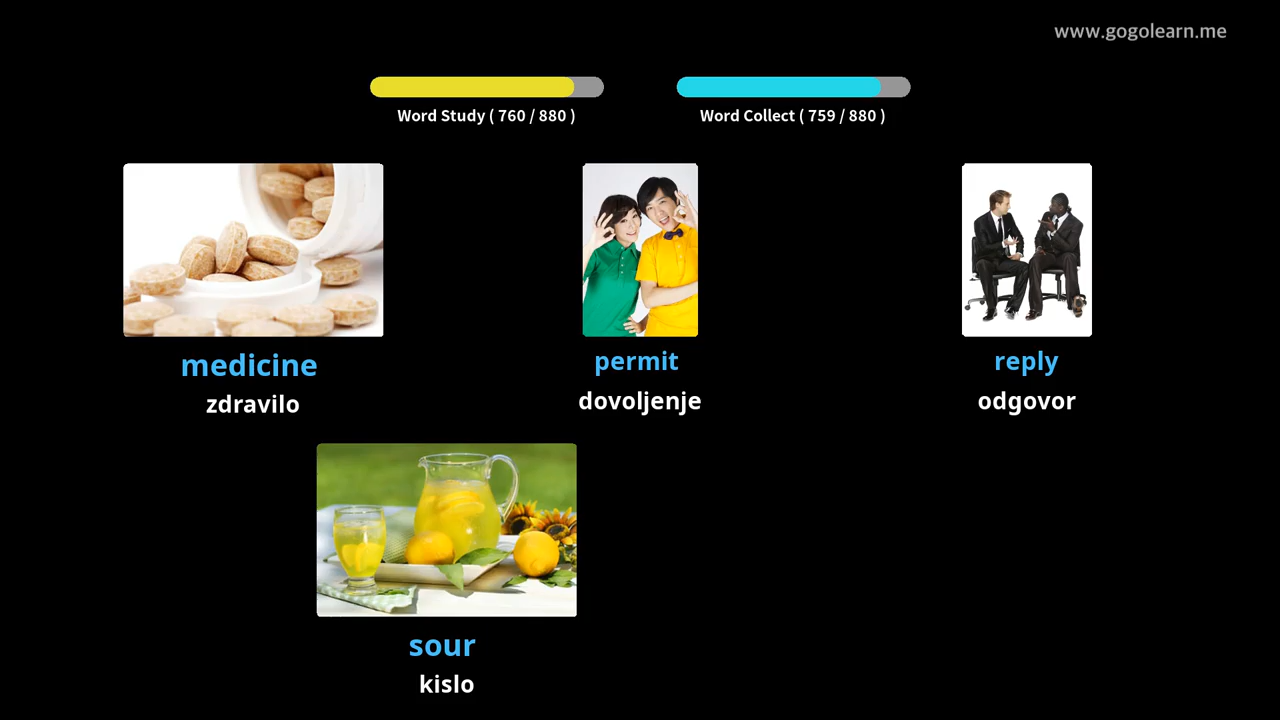 www.gogolearn.me
Word Study ( 760 / 880 )
Word Collect ( 759 / 880 )
medicine
zdravilo
permit
dovoljenje
reply
odgovor
sour
kislo